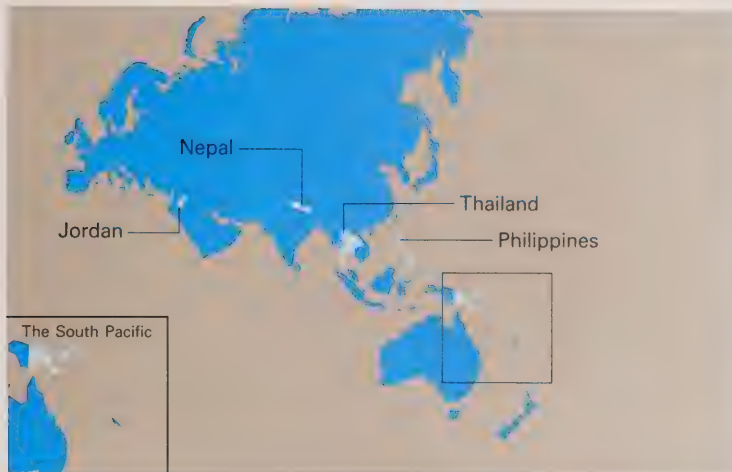 Nepal
Thailand
Jordan
Philippines
The South Pacific